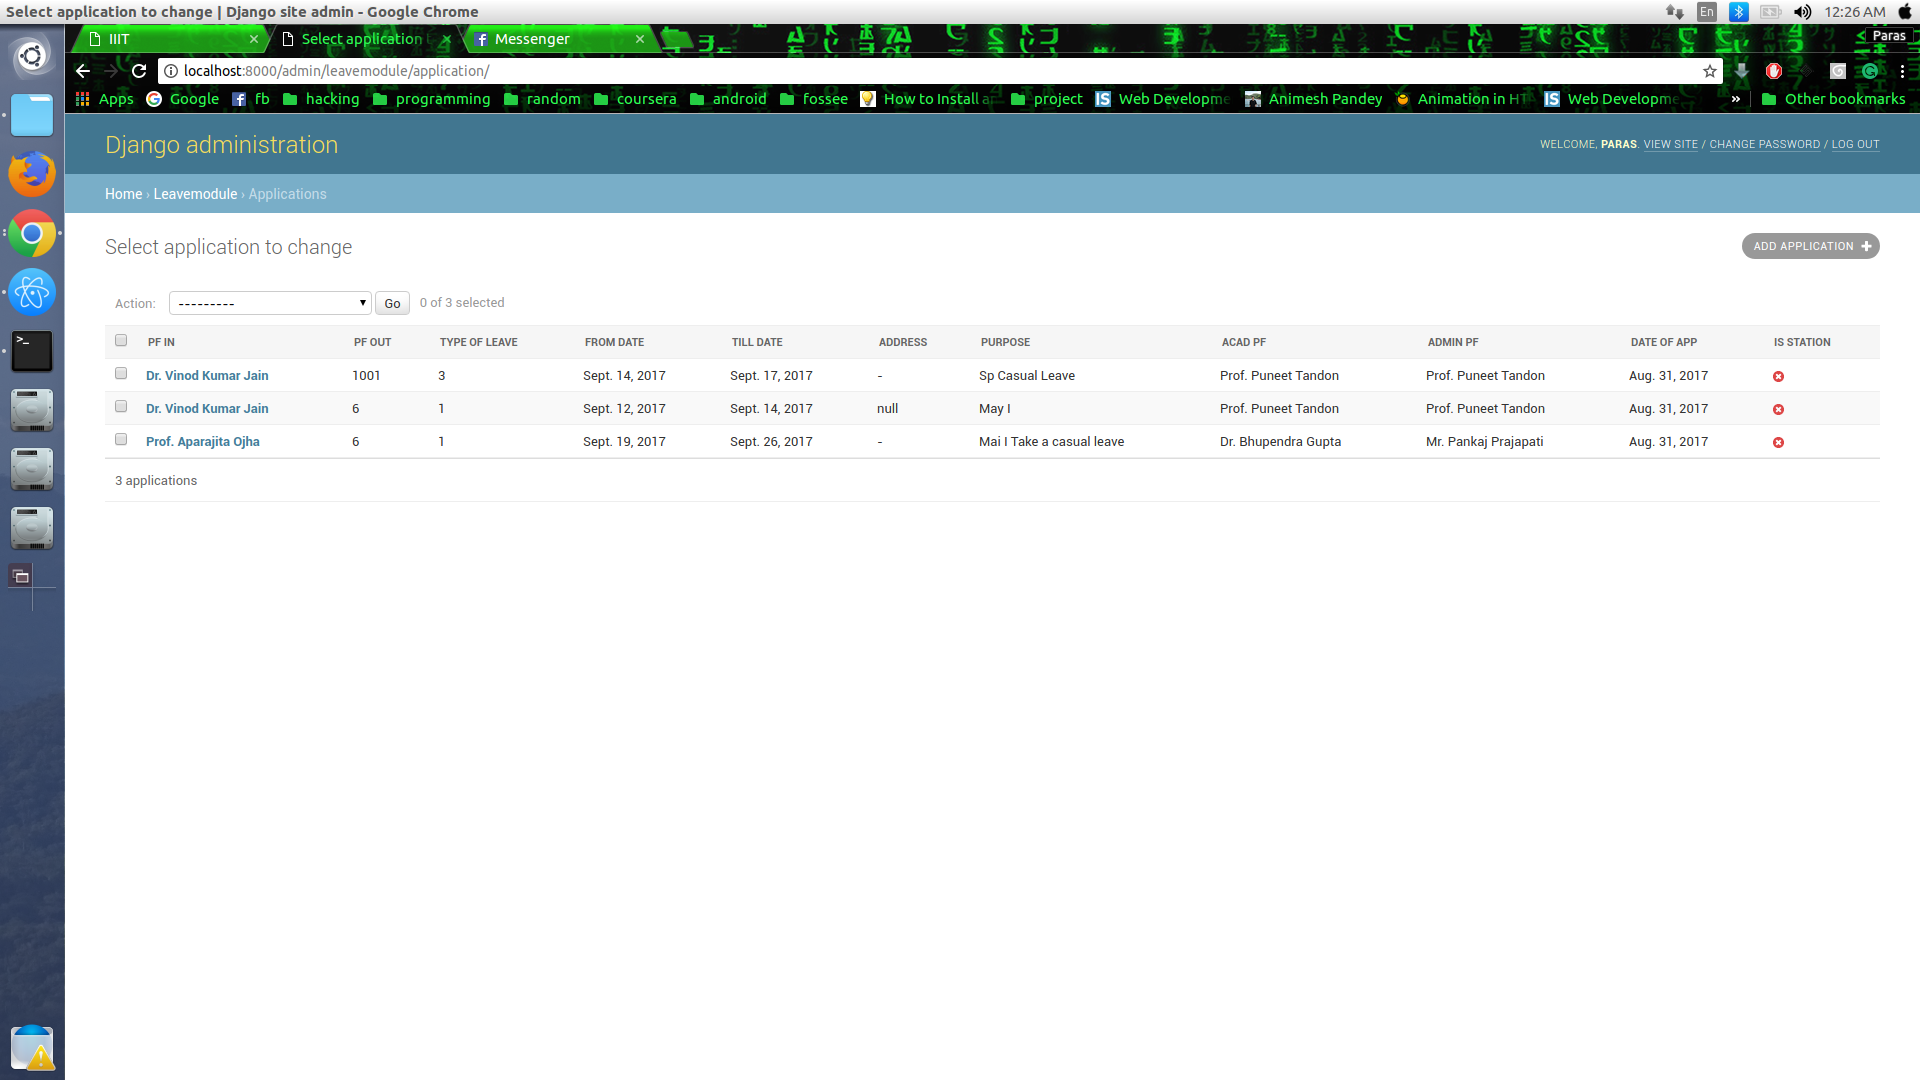 Select application to change | Django site admin - Google Chrome
En
12:26 AM
IIIT
Select application
Messenger
Paras
localhost:8000/admin/leavemodule/application/
Apps Google fb hacking programming random coursera android fossee How to Install project Web Developme Animesh Pandey Animation in HT Web Developme » Other bookmarks
Django administration
WELCOME, PARAS. VIEW SITE / CHANGE PASSWORD / LOG OUT
Home › Leavemodule › Applications
Select application to change
ADD APPLICATION +
Action: --------- Go 0 of 3 selected
PF IN PF OUT TYPE OF LEAVE FROM DATE TILL DATE ADDRESS PURPOSE ACAD PF ADMIN PF DATE OF APP IS STATION
Dr. Vinod Kumar Jain 1001 3 Sept. 14, 2017 Sept. 17, 2017 - Sp Casual Leave Prof. Puneet Tandon Prof. Puneet Tandon Aug. 31, 2017
Dr. Vinod Kumar Jain 6 1 Sept. 12, 2017 Sept. 14, 2017 null May I Prof. Puneet Tandon Prof. Puneet Tandon Aug. 31, 2017
Prof. Aparajita Ojha 6 1 Sept. 19, 2017 Sept. 26, 2017 - Mai I Take a casual leave Dr. Bhupendra Gupta Mr. Pankaj Prajapati Aug. 31, 2017
3 applications